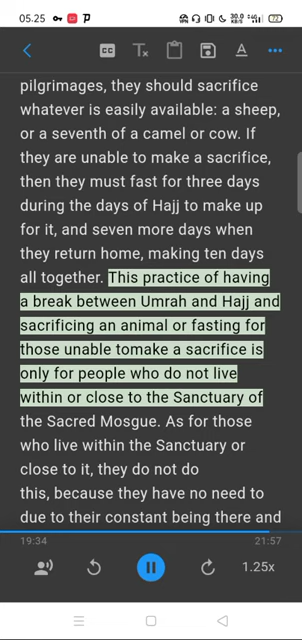 05.25
30.0
KB/S
72
CC
pilgrimages, they should sacrifice
whatever is easily available: a sheep,
or a seventh of a camel or cow. If
they are unable to make a sacrifice,
then they must fast for three days
during the days of Hajj to make up
for it, and seven more days when
they return home, making ten days
all together. This practice of having
a break between Umrah and Hajj and
sacrificing an animal or fasting for
those unable tomake a sacrifice is
only for people who do not live
within or close to the Sanctuary of
the Sacred Mosgue. As for those
who live within the Sanctuary or
close to it, they do not do
this, because they have no need to
due to their constant being there and
19:34 21:57
1.25x